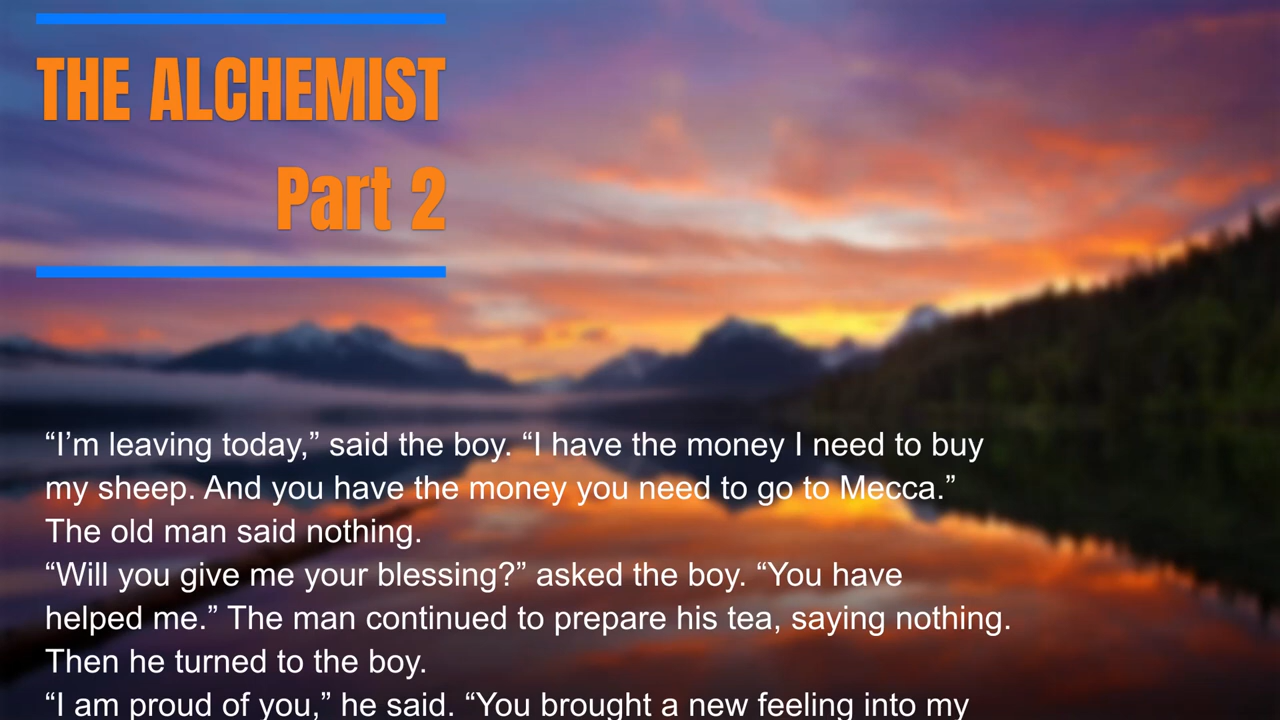 THE ALCHEMIST
Part 2
“I’m leaving today,” said the boy. “I have the money I need to buy
my sheep. And you have the money you need to go to Mecca.”
The old man said nothing.
“Will you give me your blessing?” asked the boy. “You have
helped me.” The man continued to prepare his tea, saying nothing.
Then he turned to the boy.
“I am proud of you,” he said. “You brought a new feeling into my